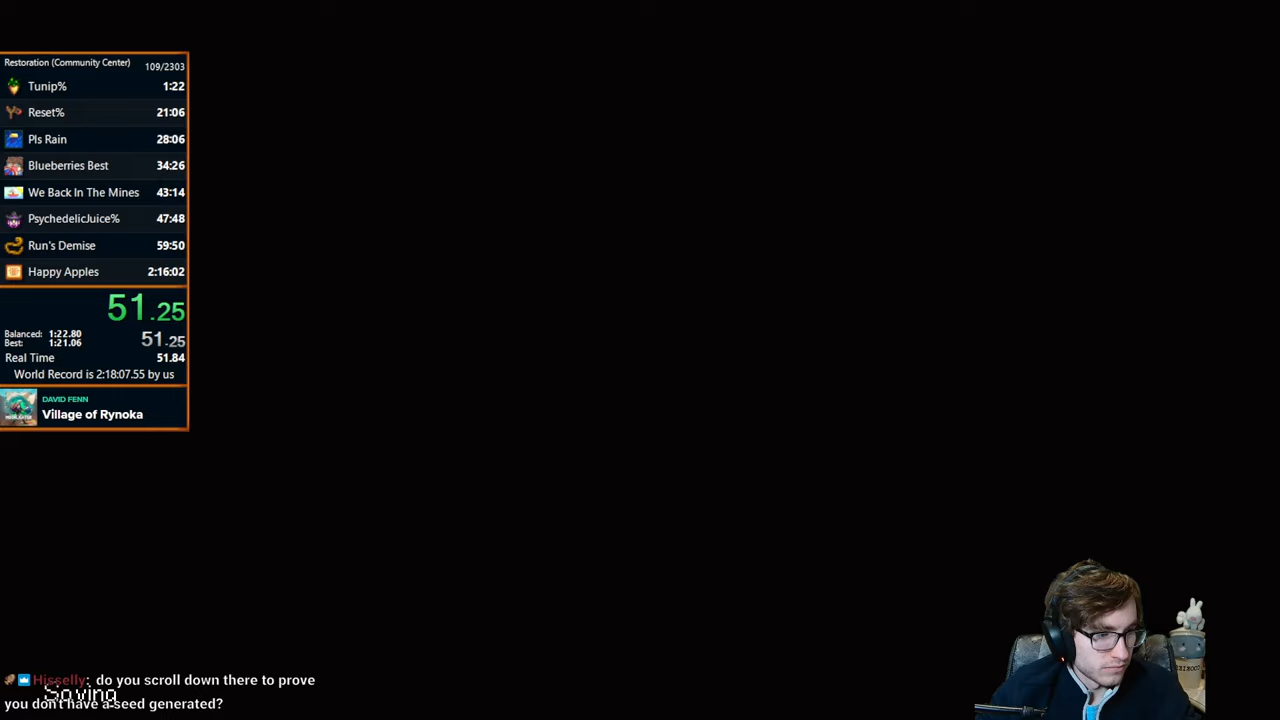 Restoration (Community Center) 109/2303
Tunip% 1:22
Reset% 21:06
Pls Rain 28:06
Blueberries Best 34:26
We Back In The Mines 43:14
PsychedelicJuice% 47:48
Run's Demise 59:50
Happy Apples 2:16:02
51.25
Balanced: 1:22.80
Best: 1:21.06
51.25
Real Time 51.84
World Record is 2:18:07.55 by us
DAVID FENN
Village of Rynoka
Hisselly: do you scroll down there to prove
Saving
you don't have a seed generated?